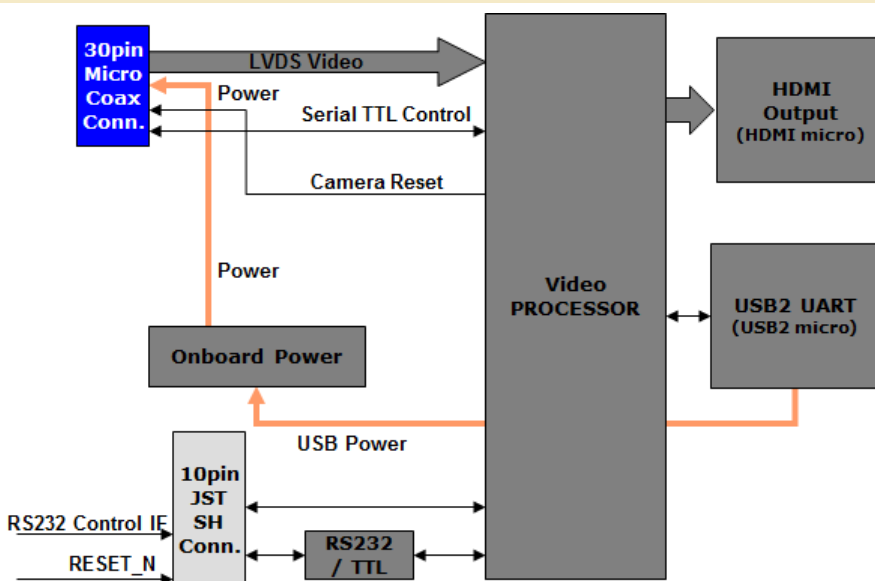 30pin
Micro
Coax
Conn.
LVDS Video
Power
Serial TTL Control
Camera Reset
Power
HDMI
Output
(HDMI micro)
Video
PROCESSOR
USB2 UART
(USB2 micro)
Onboard Power
USB Power
10pin
JST
SH
Conn.
RS232 Control IF
RESET_N
RS232
/ TTL